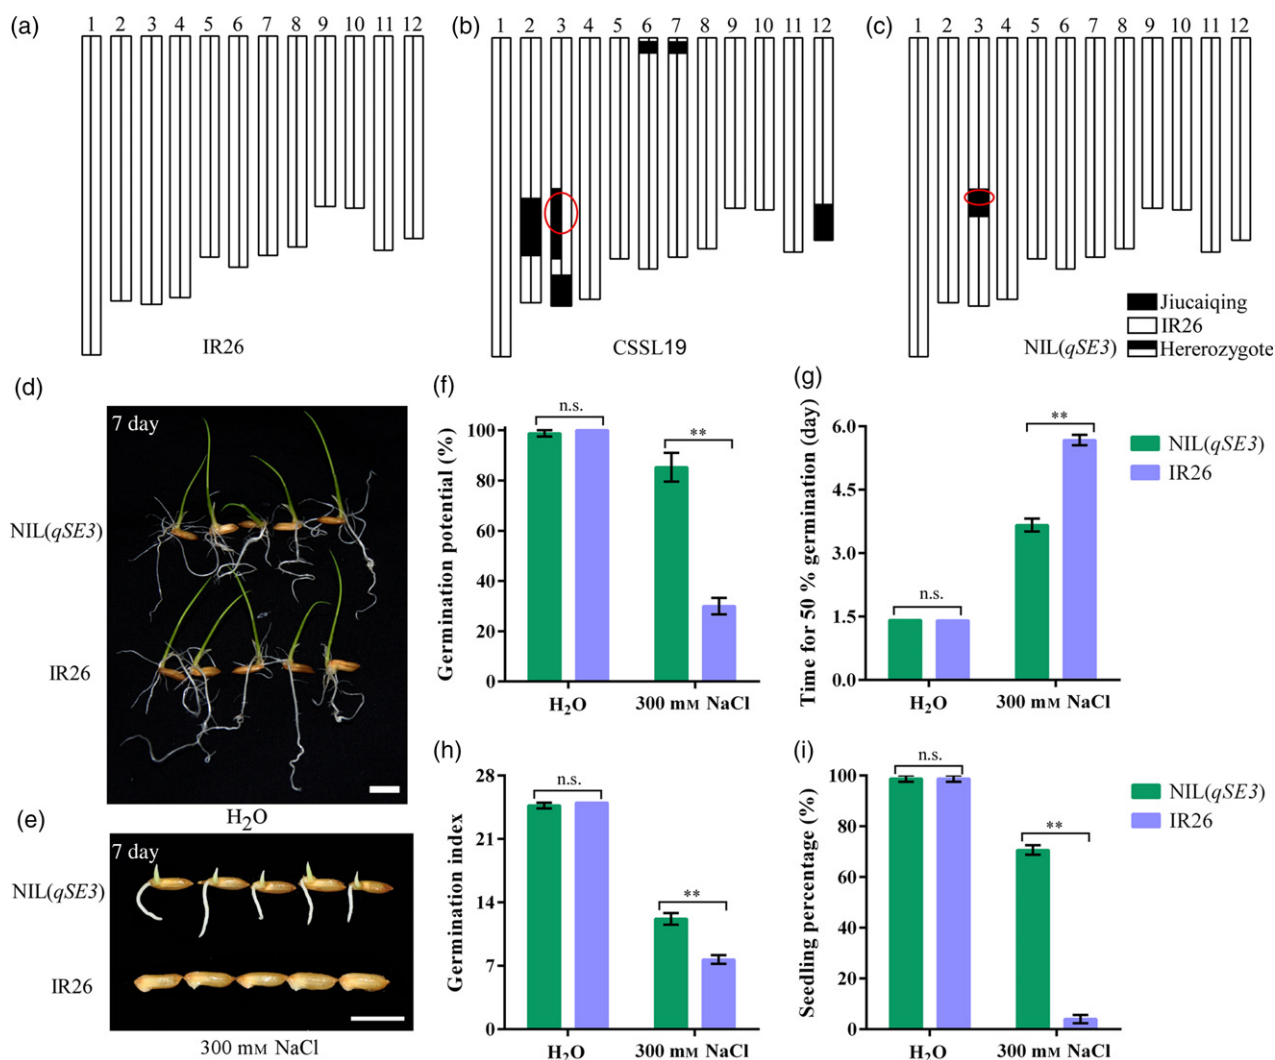 (a)
1 2 3 4 5 6 7 8 9 10 11 12
IR26
(b)
1 2 3 4 5 6 7 8 9 10 11 12
CSSL19
(c)
1 2 3 4 5 6 7 8 9 10 11 12
NIL(qSE3)
Jiucaiqing
IR26
Hererozygote
(d)
7 day
NIL(qSE3)
IR26
H₂O
(e)
7 day
NIL(qSE3)
IR26
300 mM NaCl
(f)
Germination potential (%)
100
80
60
40
20
0
n.s.
**
H₂O
300 mM NaCl
(g)
Time for 50 % germination (day)
6.0
4.5
3.0
1.5
0.0
n.s.
**
H₂O
300 mM NaCl
NIL(qSE3)
IR26
(h)
Germination index
28
21
14
7
0
n.s.
**
H₂O
300 mM NaCl
(i)
Seedling percentage (%)
100
80
60
40
20
0
n.s.
**
H₂O
300 mM NaCl
NIL(qSE3)
IR26